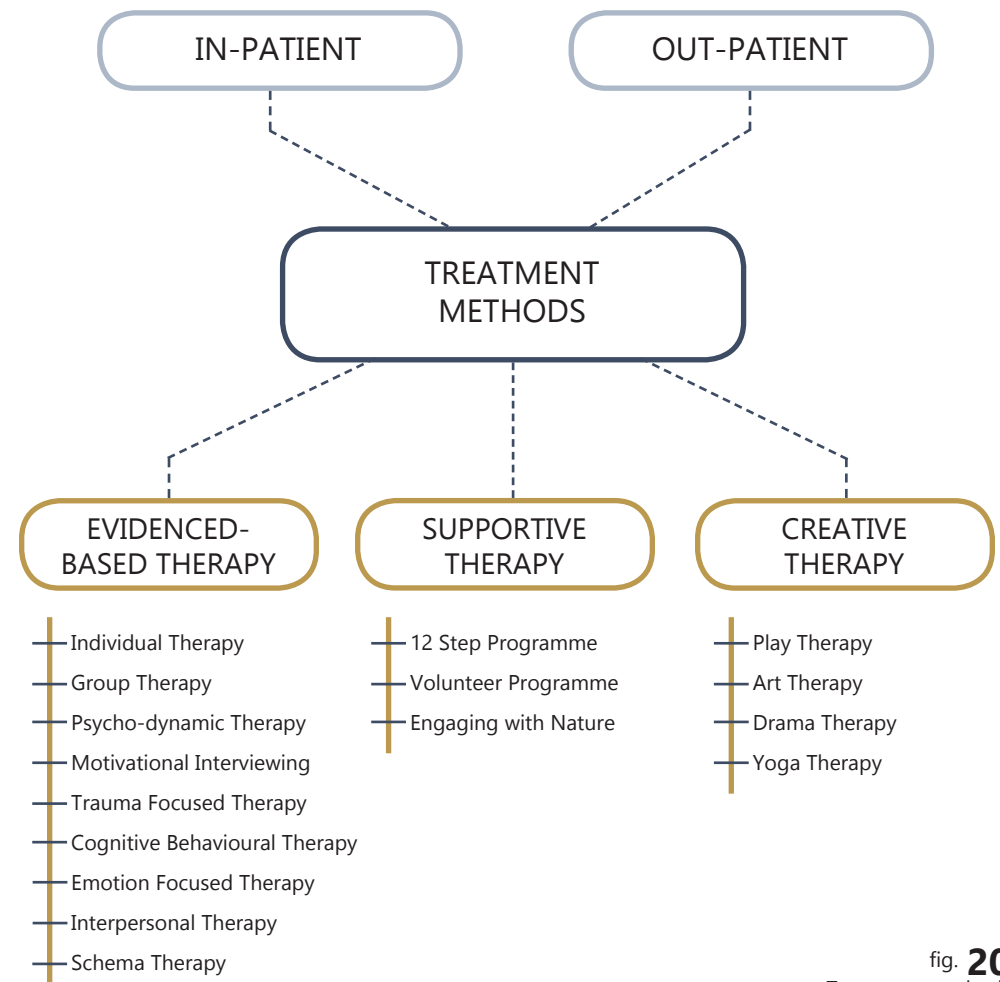 IN-PATIENT
OUT-PATIENT
TREATMENT
METHODS
EVIDENCED-
BASED THERAPY
SUPPORTIVE
THERAPY
CREATIVE
THERAPY
Individual Therapy
Group Therapy
Psycho-dynamic Therapy
Motivational Interviewing
Trauma Focused Therapy
Cognitive Behavioural Therapy
Emotion Focused Therapy
Interpersonal Therapy
Schema Therapy
12 Step Programme
Volunteer Programme
Engaging with Nature
Play Therapy
Art Therapy
Drama Therapy
Yoga Therapy
fig. 20